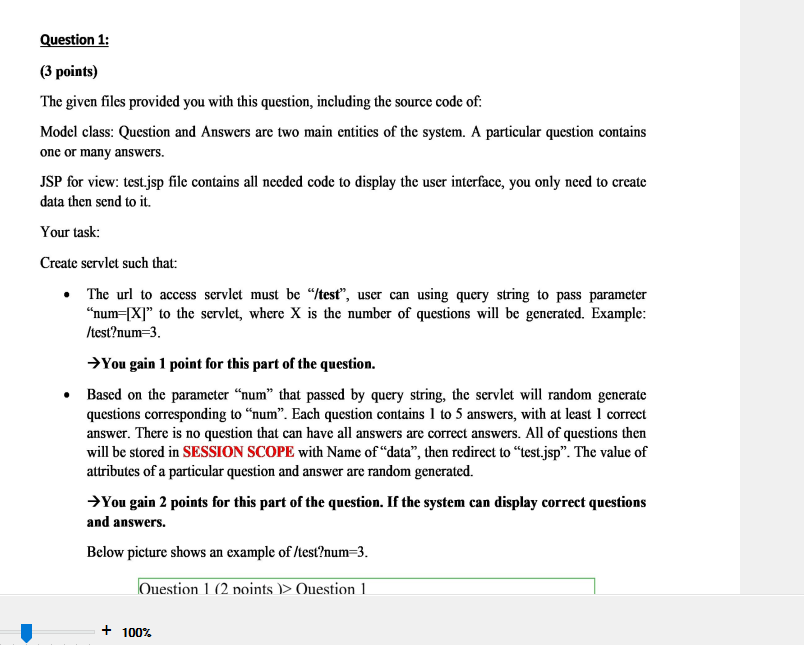 Question 1:
(3 points)
The given files provided you with this question, including the source code of:
Model class: Question and Answers are two main entities of the system. A particular question contains
one or many answers.
JSP for view: test.jsp file contains all needed code to display the user interface, you only need to create
data then send to it.
Your task:
Create servlet such that:
• The url to access servlet must be “/test”, user can using query string to pass parameter
“num=[X]” to the servlet, where X is the number of questions will be generated. Example:
/test?num=3.
→You gain 1 point for this part of the question.
• Based on the parameter “num” that passed by query string, the servlet will random generate
questions corresponding to “num”. Each question contains 1 to 5 answers, with at least 1 correct
answer. There is no question that can have all answers are correct answers. All of questions then
will be stored in SESSION SCOPE with Name of “data”, then redirect to “test.jsp”. The value of
attributes of a particular question and answer are random generated.
→You gain 2 points for this part of the question. If the system can display correct questions
and answers.
Below picture shows an example of /test?num=3.
Question 1 (2 points )> Question 1
+ 100%